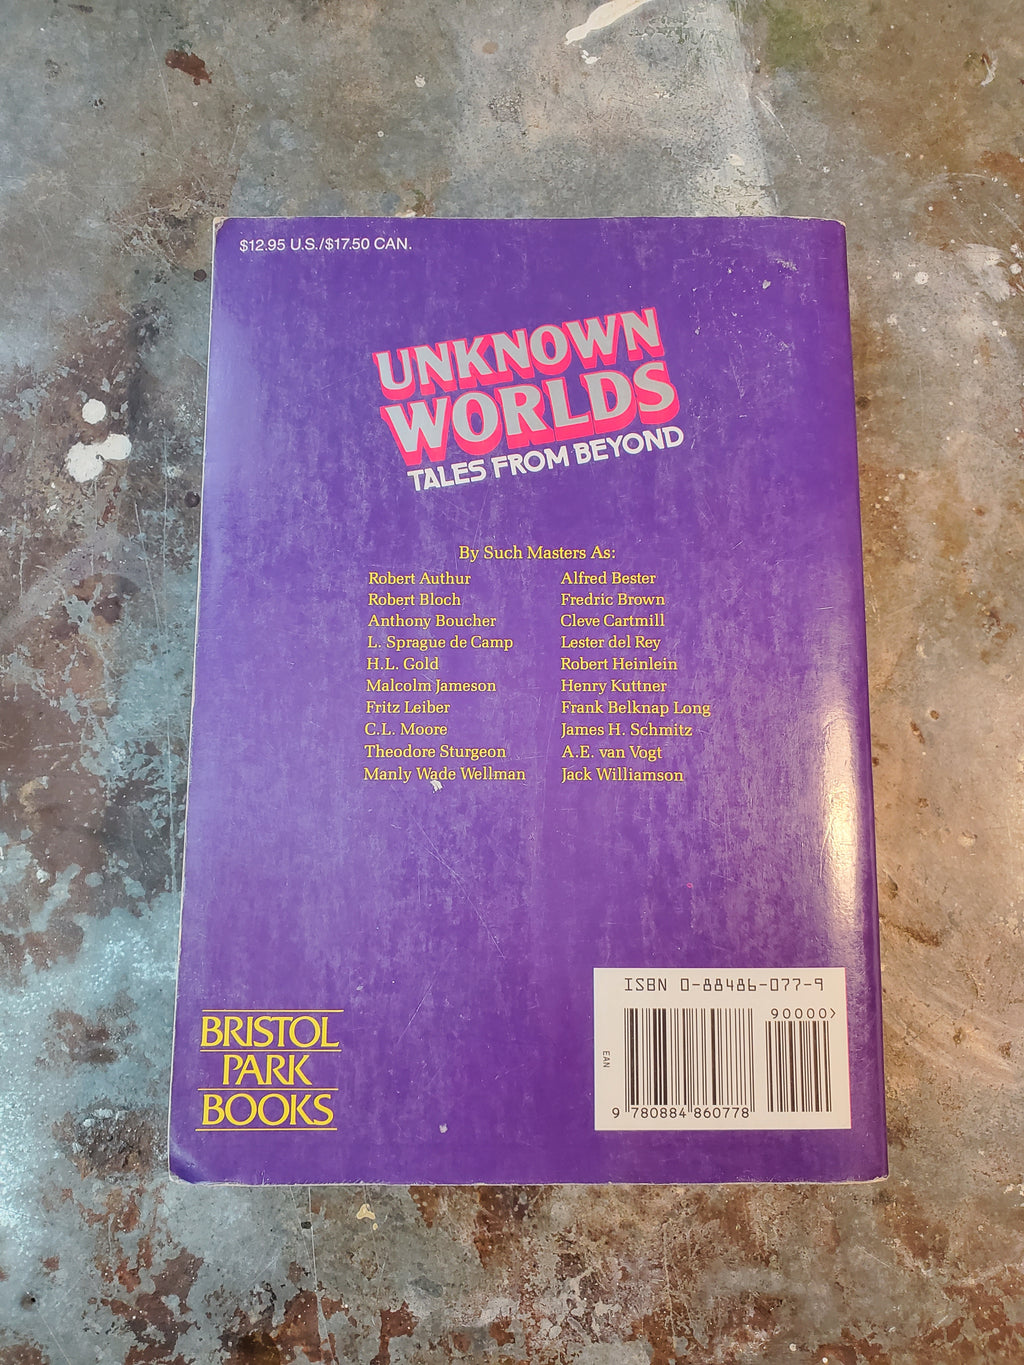 $12.95 U.S./$17.50 CAN.
UNKNOWN
WORLDS
TALES FROM BEYOND
By Such Masters As:
Robert Authur
Robert Bloch
Anthony Boucher
L. Sprague de Camp
H.L. Gold
Malcolm Jameson
Fritz Leiber
C.L. Moore
Theodore Sturgeon
Manly Wade Wellman
Alfred Bester
Fredric Brown
Cleve Cartmill
Lester del Rey
Robert Heinlein
Henry Kuttner
Frank Belknap Long
James H. Schmitz
A.E. van Vogt
Jack Williamson
BRISTOL
PARK
BOOKS
ISBN 0-88486-077-9
90000>
EAN
9 780884 860778